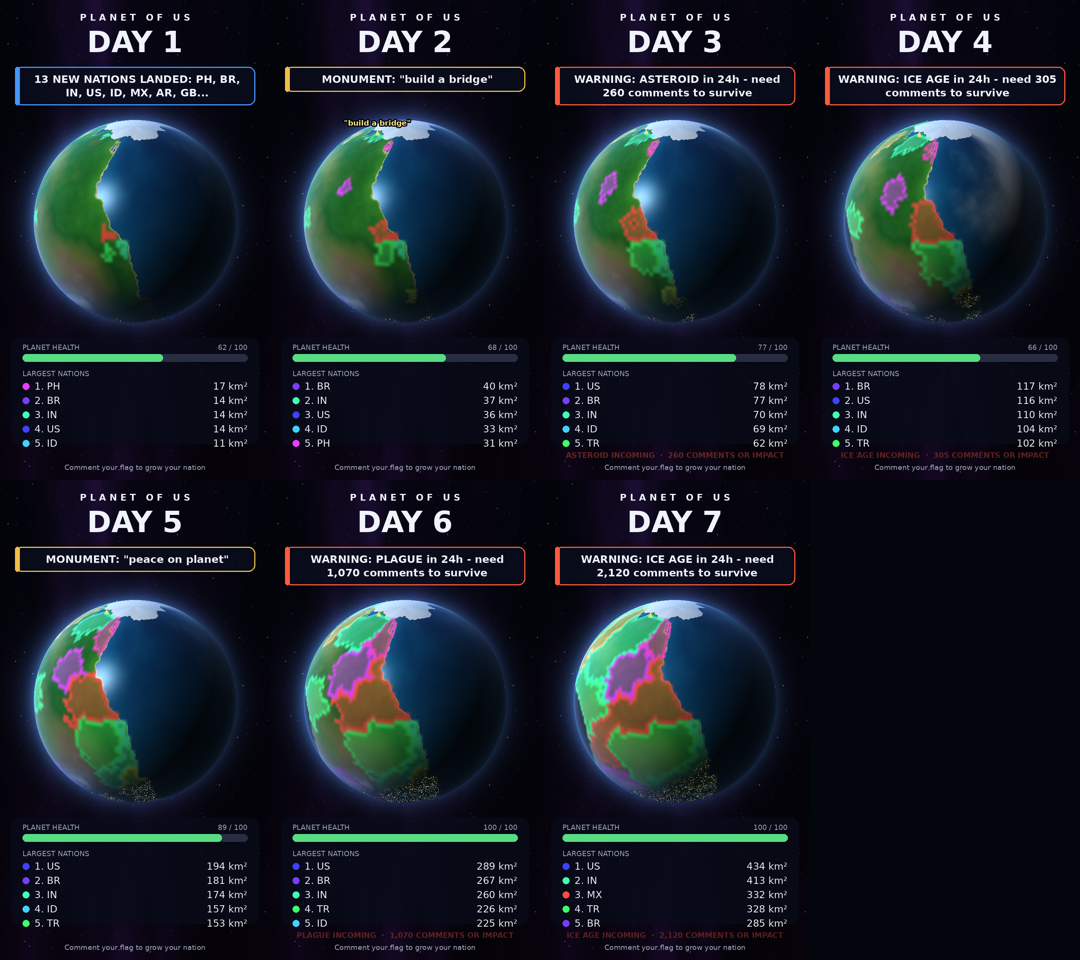 PLANET OF US
DAY 1
13 NEW NATIONS LANDED: PH, BR,
IN, US, ID, MX, AR, GB...
PLANET HEALTH 62 / 100
LARGEST NATIONS
1. PH 17 km²
2. BR 14 km²
3. IN 14 km²
4. US 14 km²
5. ID 11 km²
Comment your flag to grow your nation
PLANET OF US
DAY 2
MONUMENT: "build a bridge"
"build a bridge"
PLANET HEALTH 68 / 100
LARGEST NATIONS
1. BR 40 km²
2. IN 37 km²
3. US 36 km²
4. ID 33 km²
5. PH 31 km²
Comment your flag to grow your nation
PLANET OF US
DAY 3
WARNING: ASTEROID in 24h - need
260 comments to survive
PLANET HEALTH 77 / 100
LARGEST NATIONS
1. US 78 km²
2. BR 77 km²
3. IN 70 km²
4. ID 69 km²
5. TR 62 km²
ASTEROID INCOMING · 260 COMMENTS OR IMPACT
Comment your flag to grow your nation
PLANET OF US
DAY 4
WARNING: ICE AGE in 24h - need 305
comments to survive
PLANET HEALTH 66 / 100
LARGEST NATIONS
1. BR 117 km²
2. US 116 km²
3. IN 110 km²
4. ID 104 km²
5. TR 102 km²
ICE AGE INCOMING · 305 COMMENTS OR IMPACT
Comment your flag to grow your nation
PLANET OF US
DAY 5
MONUMENT: "peace on planet"
PLANET HEALTH 89 / 100
LARGEST NATIONS
1. US 194 km²
2. BR 181 km²
3. IN 174 km²
4. ID 157 km²
5. TR 153 km²
Comment your flag to grow your nation
PLANET OF US
DAY 6
WARNING: PLAGUE in 24h - need
1,070 comments to survive
PLANET HEALTH 100 / 100
LARGEST NATIONS
1. US 289 km²
2. BR 267 km²
3. IN 260 km²
4. TR 226 km²
5. ID 225 km²
PLAGUE INCOMING · 1,070 COMMENTS OR IMPACT
Comment your flag to grow your nation
PLANET OF US
DAY 7
WARNING: ICE AGE in 24h - need
2,120 comments to survive
PLANET HEALTH 100 / 100
LARGEST NATIONS
1. US 434 km²
2. IN 413 km²
3. MX 332 km²
4. TR 328 km²
5. BR 285 km²
ICE AGE INCOMING · 2,120 COMMENTS OR IMPACT
Comment your flag to grow your nation